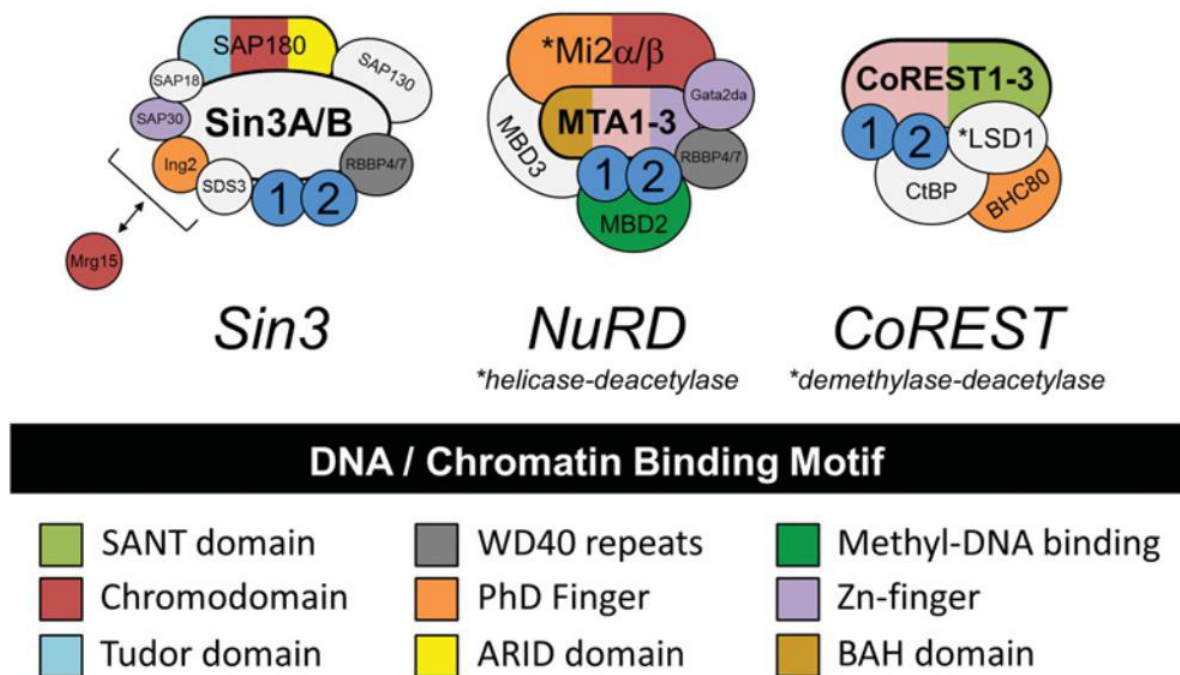 SAP180
SAP18
SAP130
SAP30
Sin3A/B
Ing2
SDS3
1
2
RBBP4/7
Mrg15
*Mi2α/β
Gata2da
MTA1-3
MBD3
1
2
RBBP4/7
MBD2
CoREST1-3
1
2
*LSD1
CtBP
BHC80
Sin3
NuRD
CoREST
*helicase-deacetylase
*demethylase-deacetylase
DNA / Chromatin Binding Motif
SANT domain
WD40 repeats
Methyl-DNA binding
Chromodomain
PhD Finger
Zn-finger
Tudor domain
ARID domain
BAH domain